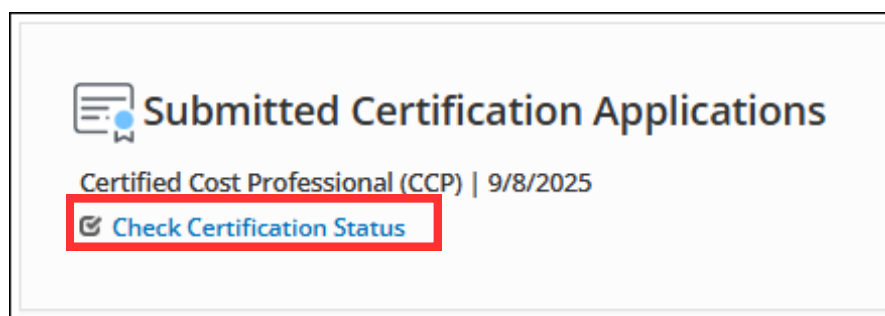 Submitted Certification Applications
Certified Cost Professional (CCP) | 9/8/2025
Check Certification Status